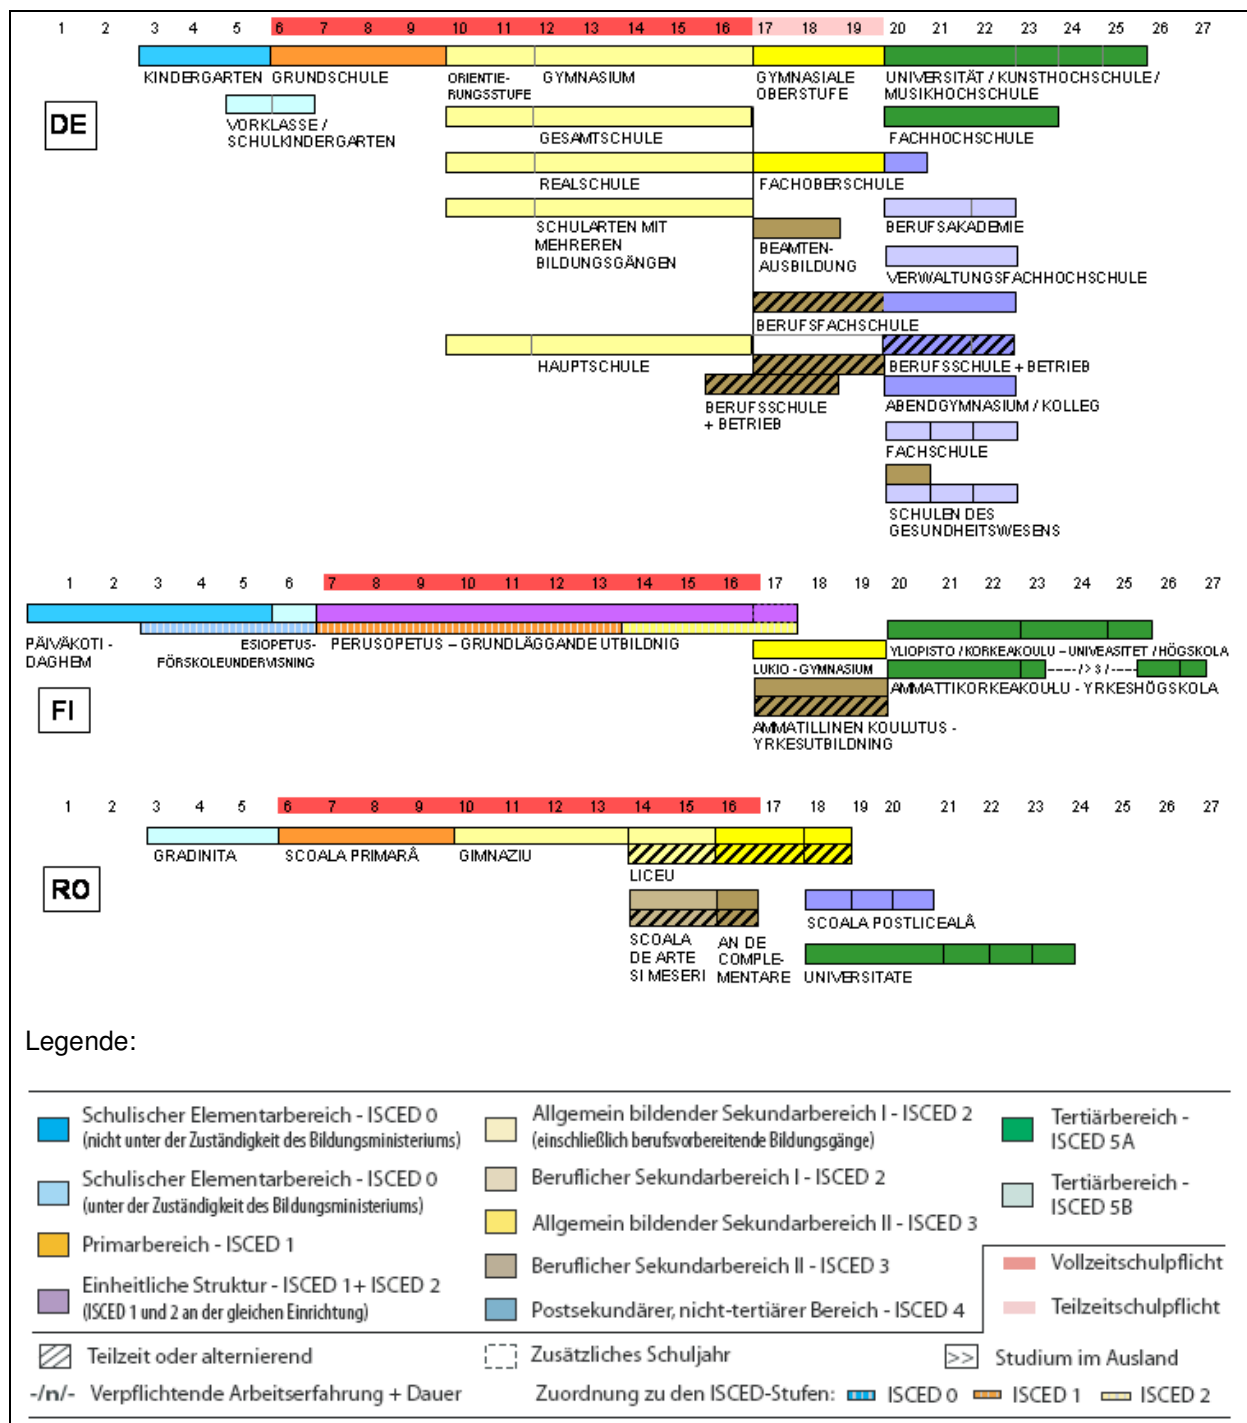 1 2 3 4 5 6 7 8 9 10 11 12 13 14 15 16 17 18 19 20 21 22 23 24 25 26 27
KINDERGARTEN GRUNDSCHULE ORIENTIE- GYMNASIUM GYMNASIALE UNIVERSITÄT / KUNSTHOCHSCHULE /
RUNGSSTUFE OBERSTUFE MUSIKHOCHSCHULE
DE
VORKLASSE /
SCHULKINDERGARTEN
GESAMTSCHULE FACHHOCHSCHULE
REALSCHULE FACHOBERSCHULE
SCHULARTEN MIT
MEHREREN
BILDUNGSGÄNGEN
BEAMTEN-
AUSBILDUNG
BERUFSAKADEMIE
VERWALTUNGSFACHHOCHSCHULE
BERUFSFACHSCHULE
HAUPTSCHULE BERUFSSCHULE + BETRIEB
BERUFSSCHULE
+ BETRIEB
ABENDGYMNASIUM / KOLLEG
FACHSCHULE
SCHULEN DES
GESUNDHEITSWESENS
1 2 3 4 5 6 7 8 9 10 11 12 13 14 15 16 17 18 19 20 21 22 23 24 25 26 27
PÄIVÄKOTI -
DAGHEM
ESIOPETUS-
FÖRSKOLEUNDERVISNING
PERUSOPETUS – GRUNDLÄGGANDE UTBILDNIG
LUKIO - GYMNASIUM
YLIOPISTO / KORKEAKOULU – UNIVEASITET / HÖGSKOLA
-----/> 3 /-----
AMMATTIKORKEAKOULU - YRKESHÖGSKOLA
FI
AMMATILLINEN KOULUTUS -
YRKESUTBILDNING
1 2 3 4 5 6 7 8 9 10 11 12 13 14 15 16 17 18 19 20 21 22 23 24 25 26 27
GRADINITA SCOALA PRIMARÂ GIMNAZIU
LICEU
RO
SCOALA
DE ARTE
SI MESERI
AN DE
COMPLE-
MENTARE
SCOALA POSTLICEALÂ
UNIVERSITATE
Legende:
Schulischer Elementarbereich - ISCED 0
(nicht unter der Zuständigkeit des Bildungsministeriums)
Schulischer Elementarbereich - ISCED 0
(unter der Zuständigkeit des Bildungsministeriums)
Primarbereich - ISCED 1
Einheitliche Struktur - ISCED 1+ ISCED 2
(ISCED 1 und 2 an der gleichen Einrichtung)
Allgemein bildender Sekundarbereich I - ISCED 2
(einschließlich berufsvorbereitende Bildungsgänge)
Beruflicher Sekundarbereich I - ISCED 2
Allgemein bildender Sekundarbereich II - ISCED 3
Beruflicher Sekundarbereich II - ISCED 3
Postsekundärer, nicht-tertiärer Bereich - ISCED 4
Tertiärbereich -
ISCED 5A
Tertiärbereich -
ISCED 5B
Vollzeitschulpflicht
Teilzeitschulpflicht
Teilzeit oder alternierend Zusätzliches Schuljahr >> Studium im Ausland
-/n/- Verpflichtende Arbeitserfahrung + Dauer Zuordnung zu den ISCED-Stufen: ISCED 0 ISCED 1 ISCED 2